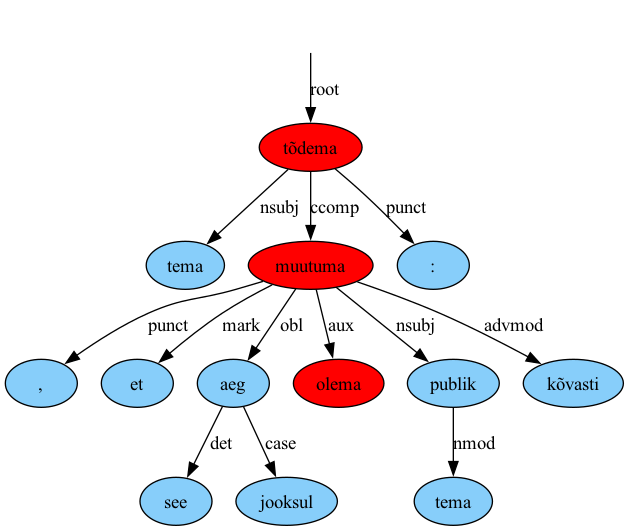 root
tõdema
nsubj ccomp punct
tema muutuma :
punct mark obl aux nsubj advmod
, et aeg olema publik kõvasti
det case nmod
see jooksul tema